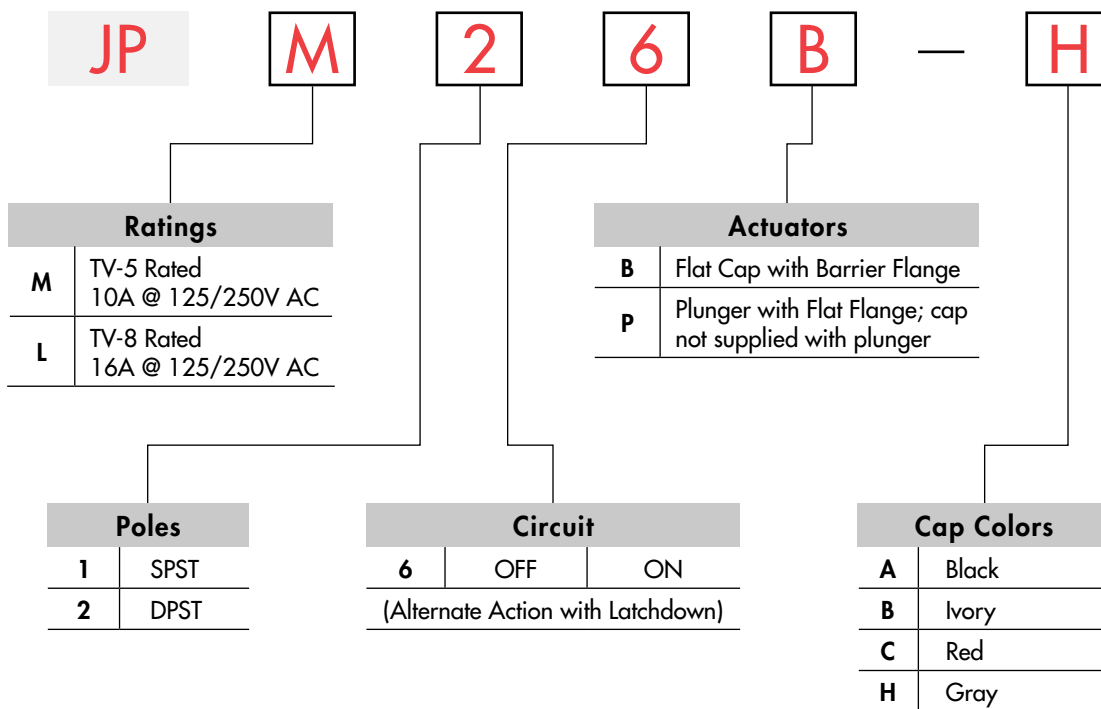 JP M 2 6 B — H
Ratings
M TV-5 Rated
10A @ 125/250V AC
L TV-8 Rated
16A @ 125/250V AC
Actuators
B Flat Cap with Barrier Flange
P Plunger with Flat Flange; cap
not supplied with plunger
Poles
1 SPST
2 DPST
Circuit
6 OFF ON
(Alternate Action with Latchdown)
Cap Colors
A Black
B Ivory
C Red
H Gray